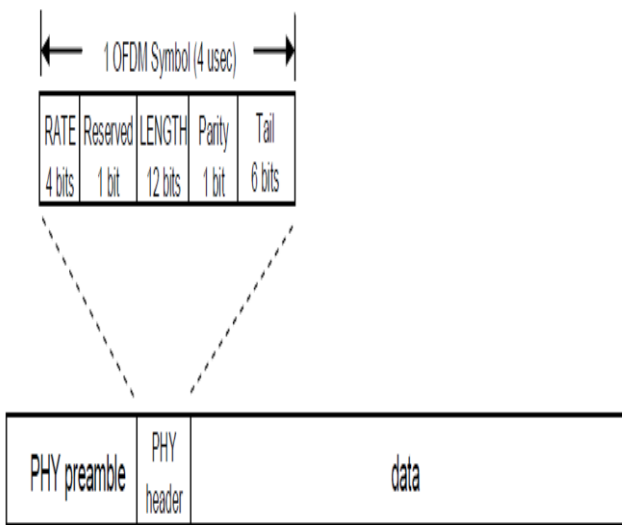 1 OFDM Symbol (4 usec)
RATE Reserved LENGTH Parity Tail
4 bits 1 bit 12 bits 1 bit 6 bits
PHY preamble PHY header data